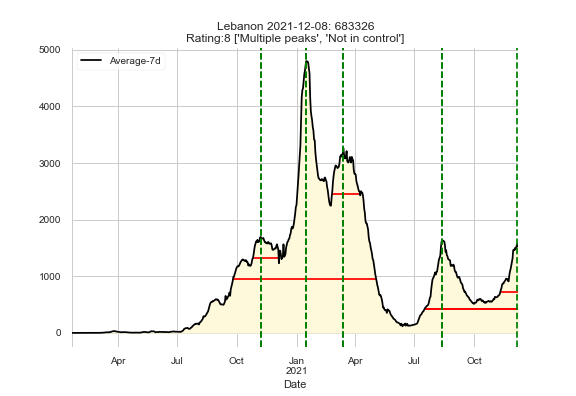 Lebanon 2021-12-08: 683326
Rating:8 ['Multiple peaks', 'Not in control']
5000
Average-7d
4000
3000
2000
1000
0
Apr Jul Oct Jan Apr Jul Oct
2021
Date